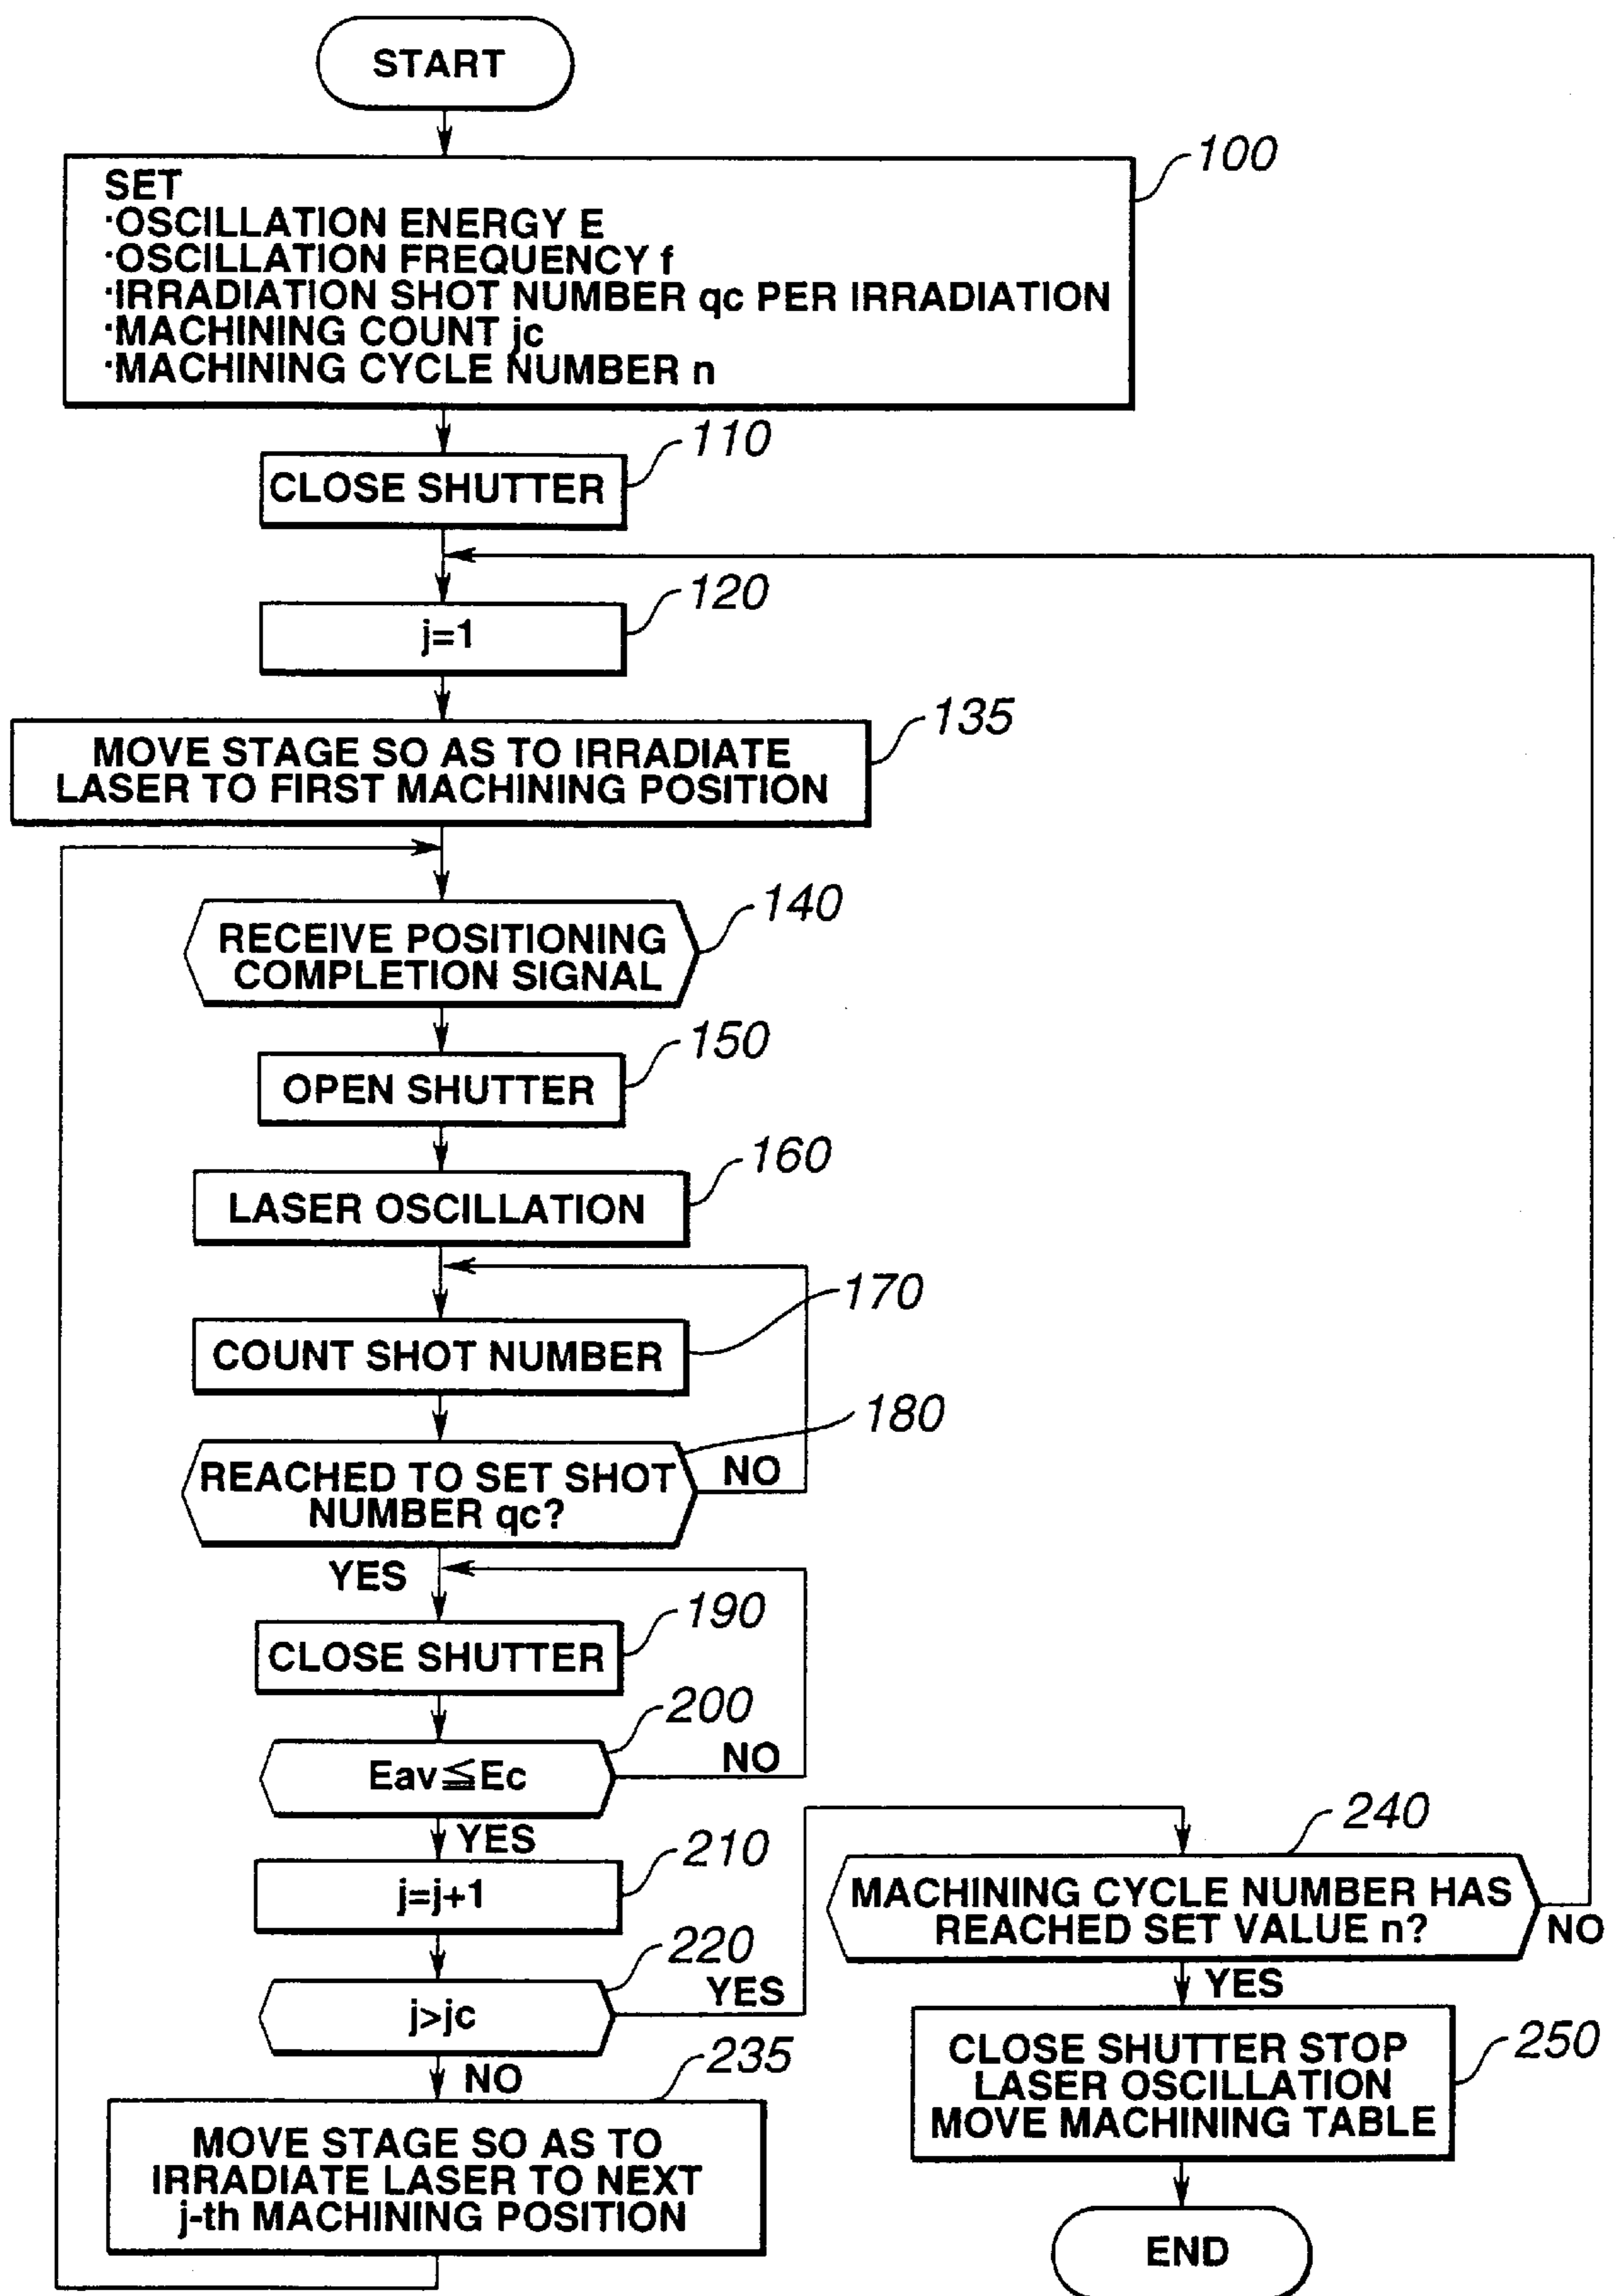 START
100
SET
·OSCILLATION ENERGY E
·OSCILLATION FREQUENCY f
·IRRADIATION SHOT NUMBER qc PER IRRADIATION
·MACHINING COUNT jc
·MACHINING CYCLE NUMBER n
110
CLOSE SHUTTER
120
j=1
135
MOVE STAGE SO AS TO IRRADIATE
LASER TO FIRST MACHINING POSITION
140
RECEIVE POSITIONING
COMPLETION SIGNAL
150
OPEN SHUTTER
160
LASER OSCILLATION
170
COUNT SHOT NUMBER
180
REACHED TO SET SHOT
NUMBER qc?
NO
YES
190
CLOSE SHUTTER
200
Eav≦Ec
NO
YES
210
j=j+1
220
j>jc
YES
NO
235
MOVE STAGE SO AS TO
IRRADIATE LASER TO NEXT
j-th MACHINING POSITION
240
MACHINING CYCLE NUMBER HAS
REACHED SET VALUE n?
NO
YES
250
CLOSE SHUTTER STOP
LASER OSCILLATION
MOVE MACHINING TABLE
END